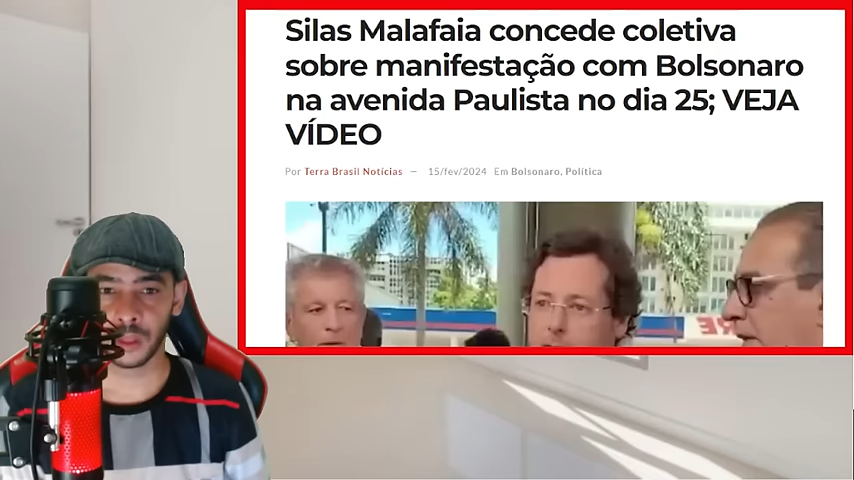 Silas Malafaia concede coletiva
sobre manifestação com Bolsonaro
na avenida Paulista no dia 25; VEJA
VÍDEO
Por Terra Brasil Notícias — 15/fev/2024 Em Bolsonaro, Política